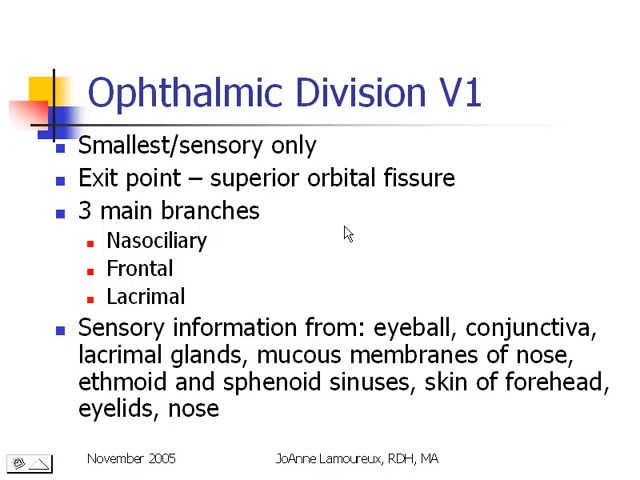 Ophthalmic Division V1
Smallest/sensory only
Exit point – superior orbital fissure
3 main branches
Nasociliary
Frontal
Lacrimal
Sensory information from: eyeball, conjunctiva,
lacrimal glands, mucous membranes of nose,
ethmoid and sphenoid sinuses, skin of forehead,
eyelids, nose
November 2005 JoAnne Lamoureux, RDH, MA